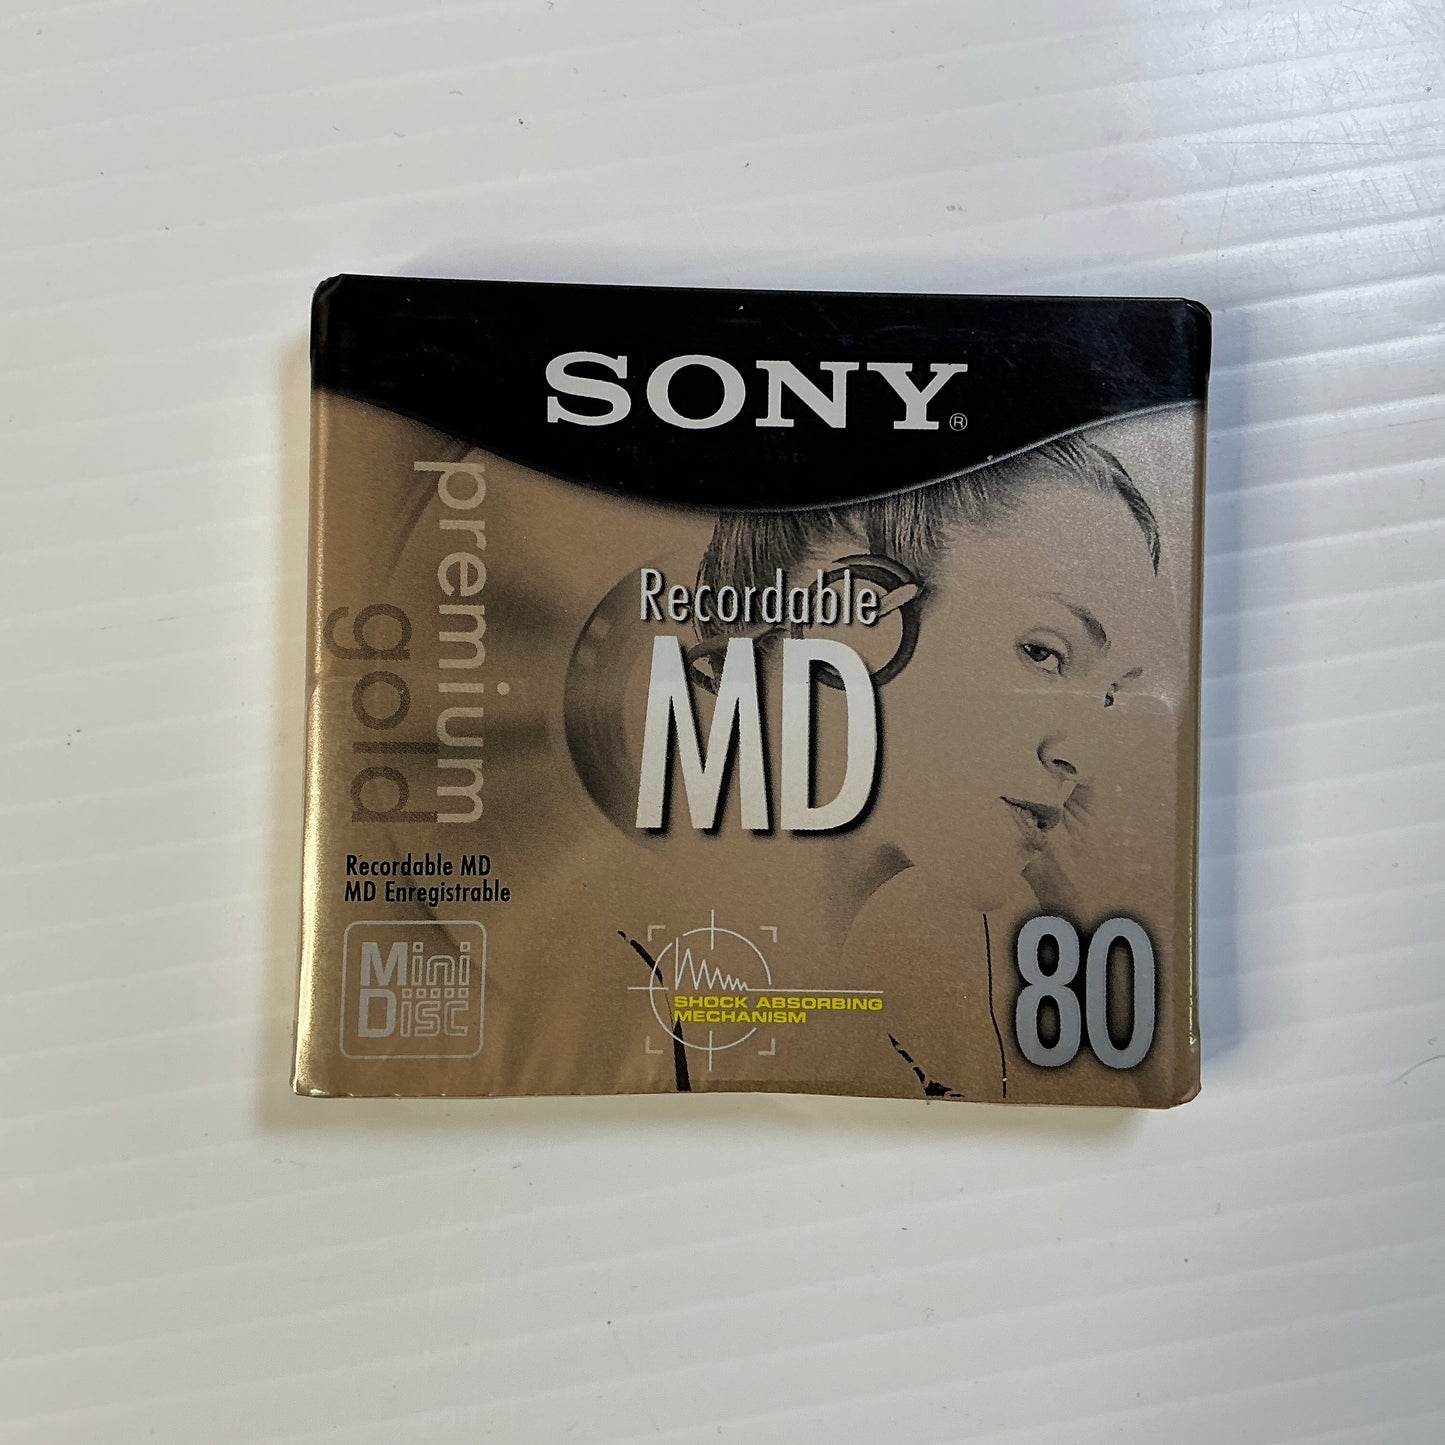 SONY®
premium
gold
Recordable
MD
Recordable MD
MD Enregistrable
Mini
Disc
SHOCK ABSORBING
MECHANISM
80